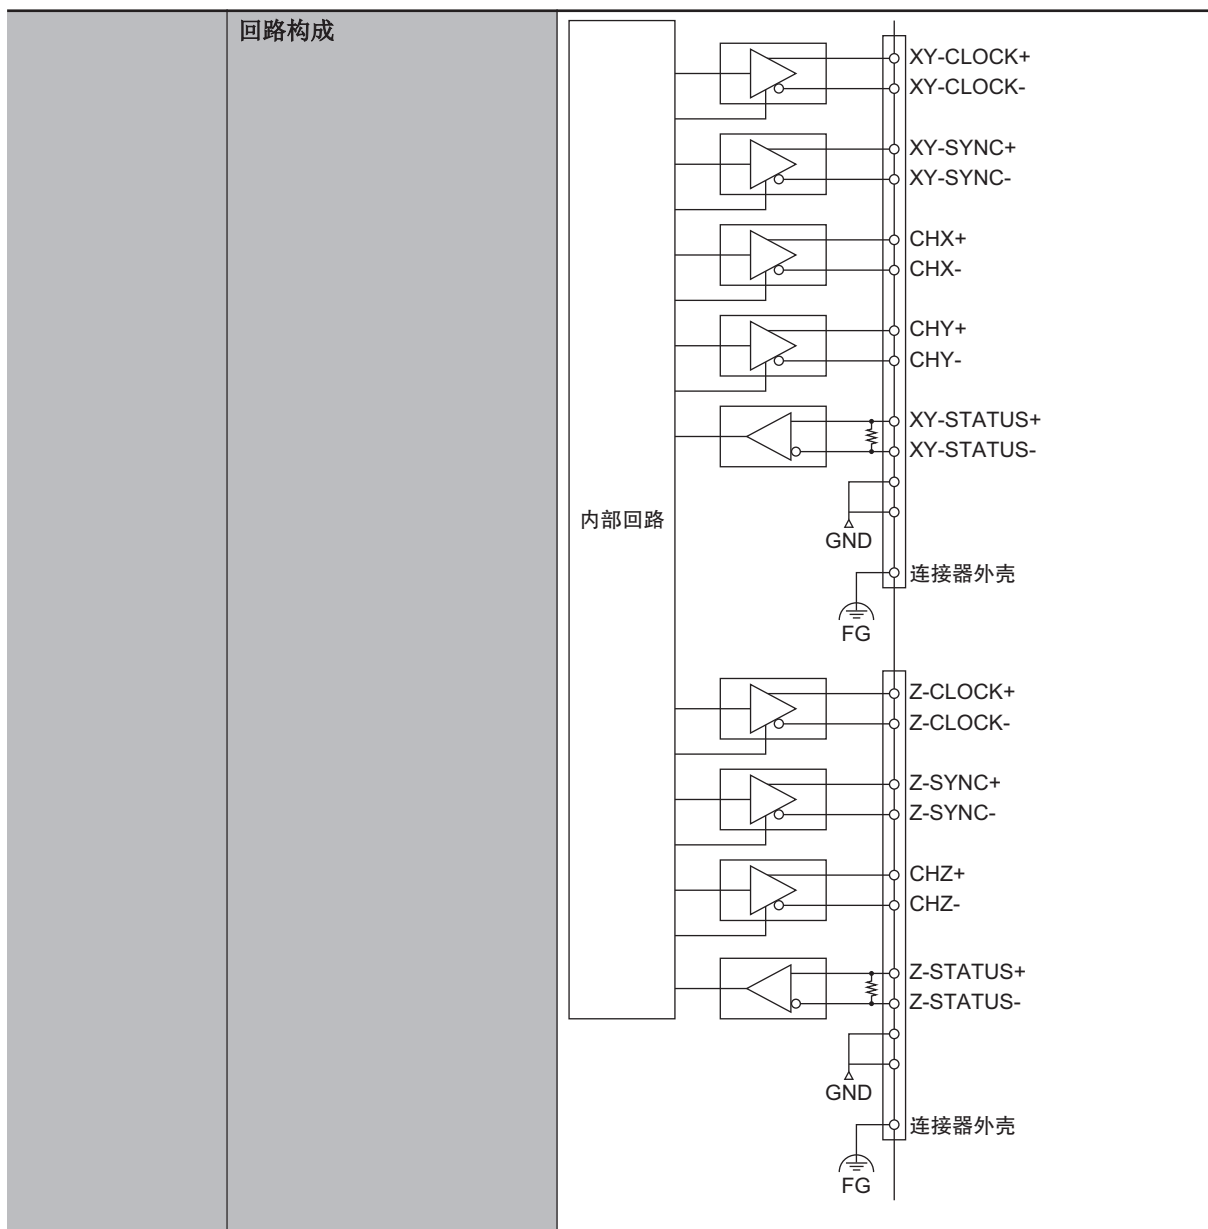 回路构成
XY-CLOCK+
XY-CLOCK-
XY-SYNC+
XY-SYNC-
CHX+
CHX-
CHY+
CHY-
XY-STATUS+
XY-STATUS-
内部回路
GND
连接器外壳
FG
Z-CLOCK+
Z-CLOCK-
Z-SYNC+
Z-SYNC-
CHZ+
CHZ-
Z-STATUS+
Z-STATUS-
GND
连接器外壳
FG